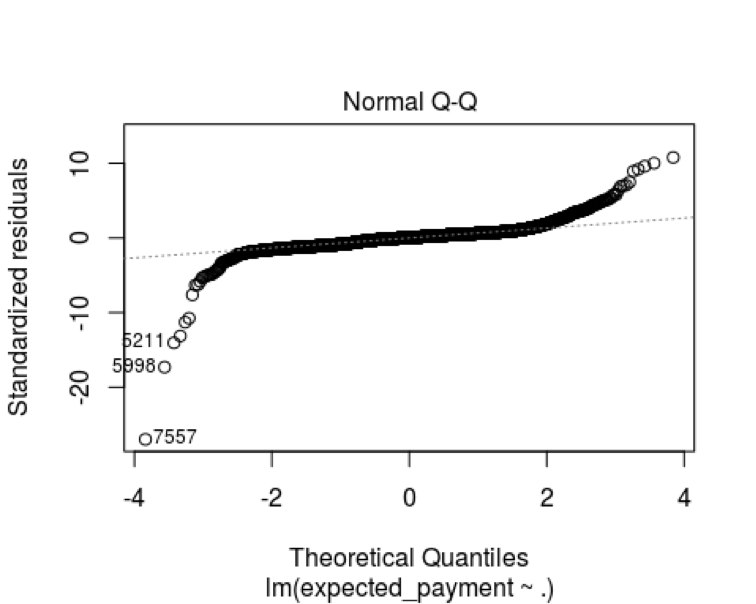 Normal Q-Q
Standardized residuals
10
0
-10
-20
5211
5998
7557
-4 -2 0 2 4
Theoretical Quantiles
lm(expected_payment ~ .)